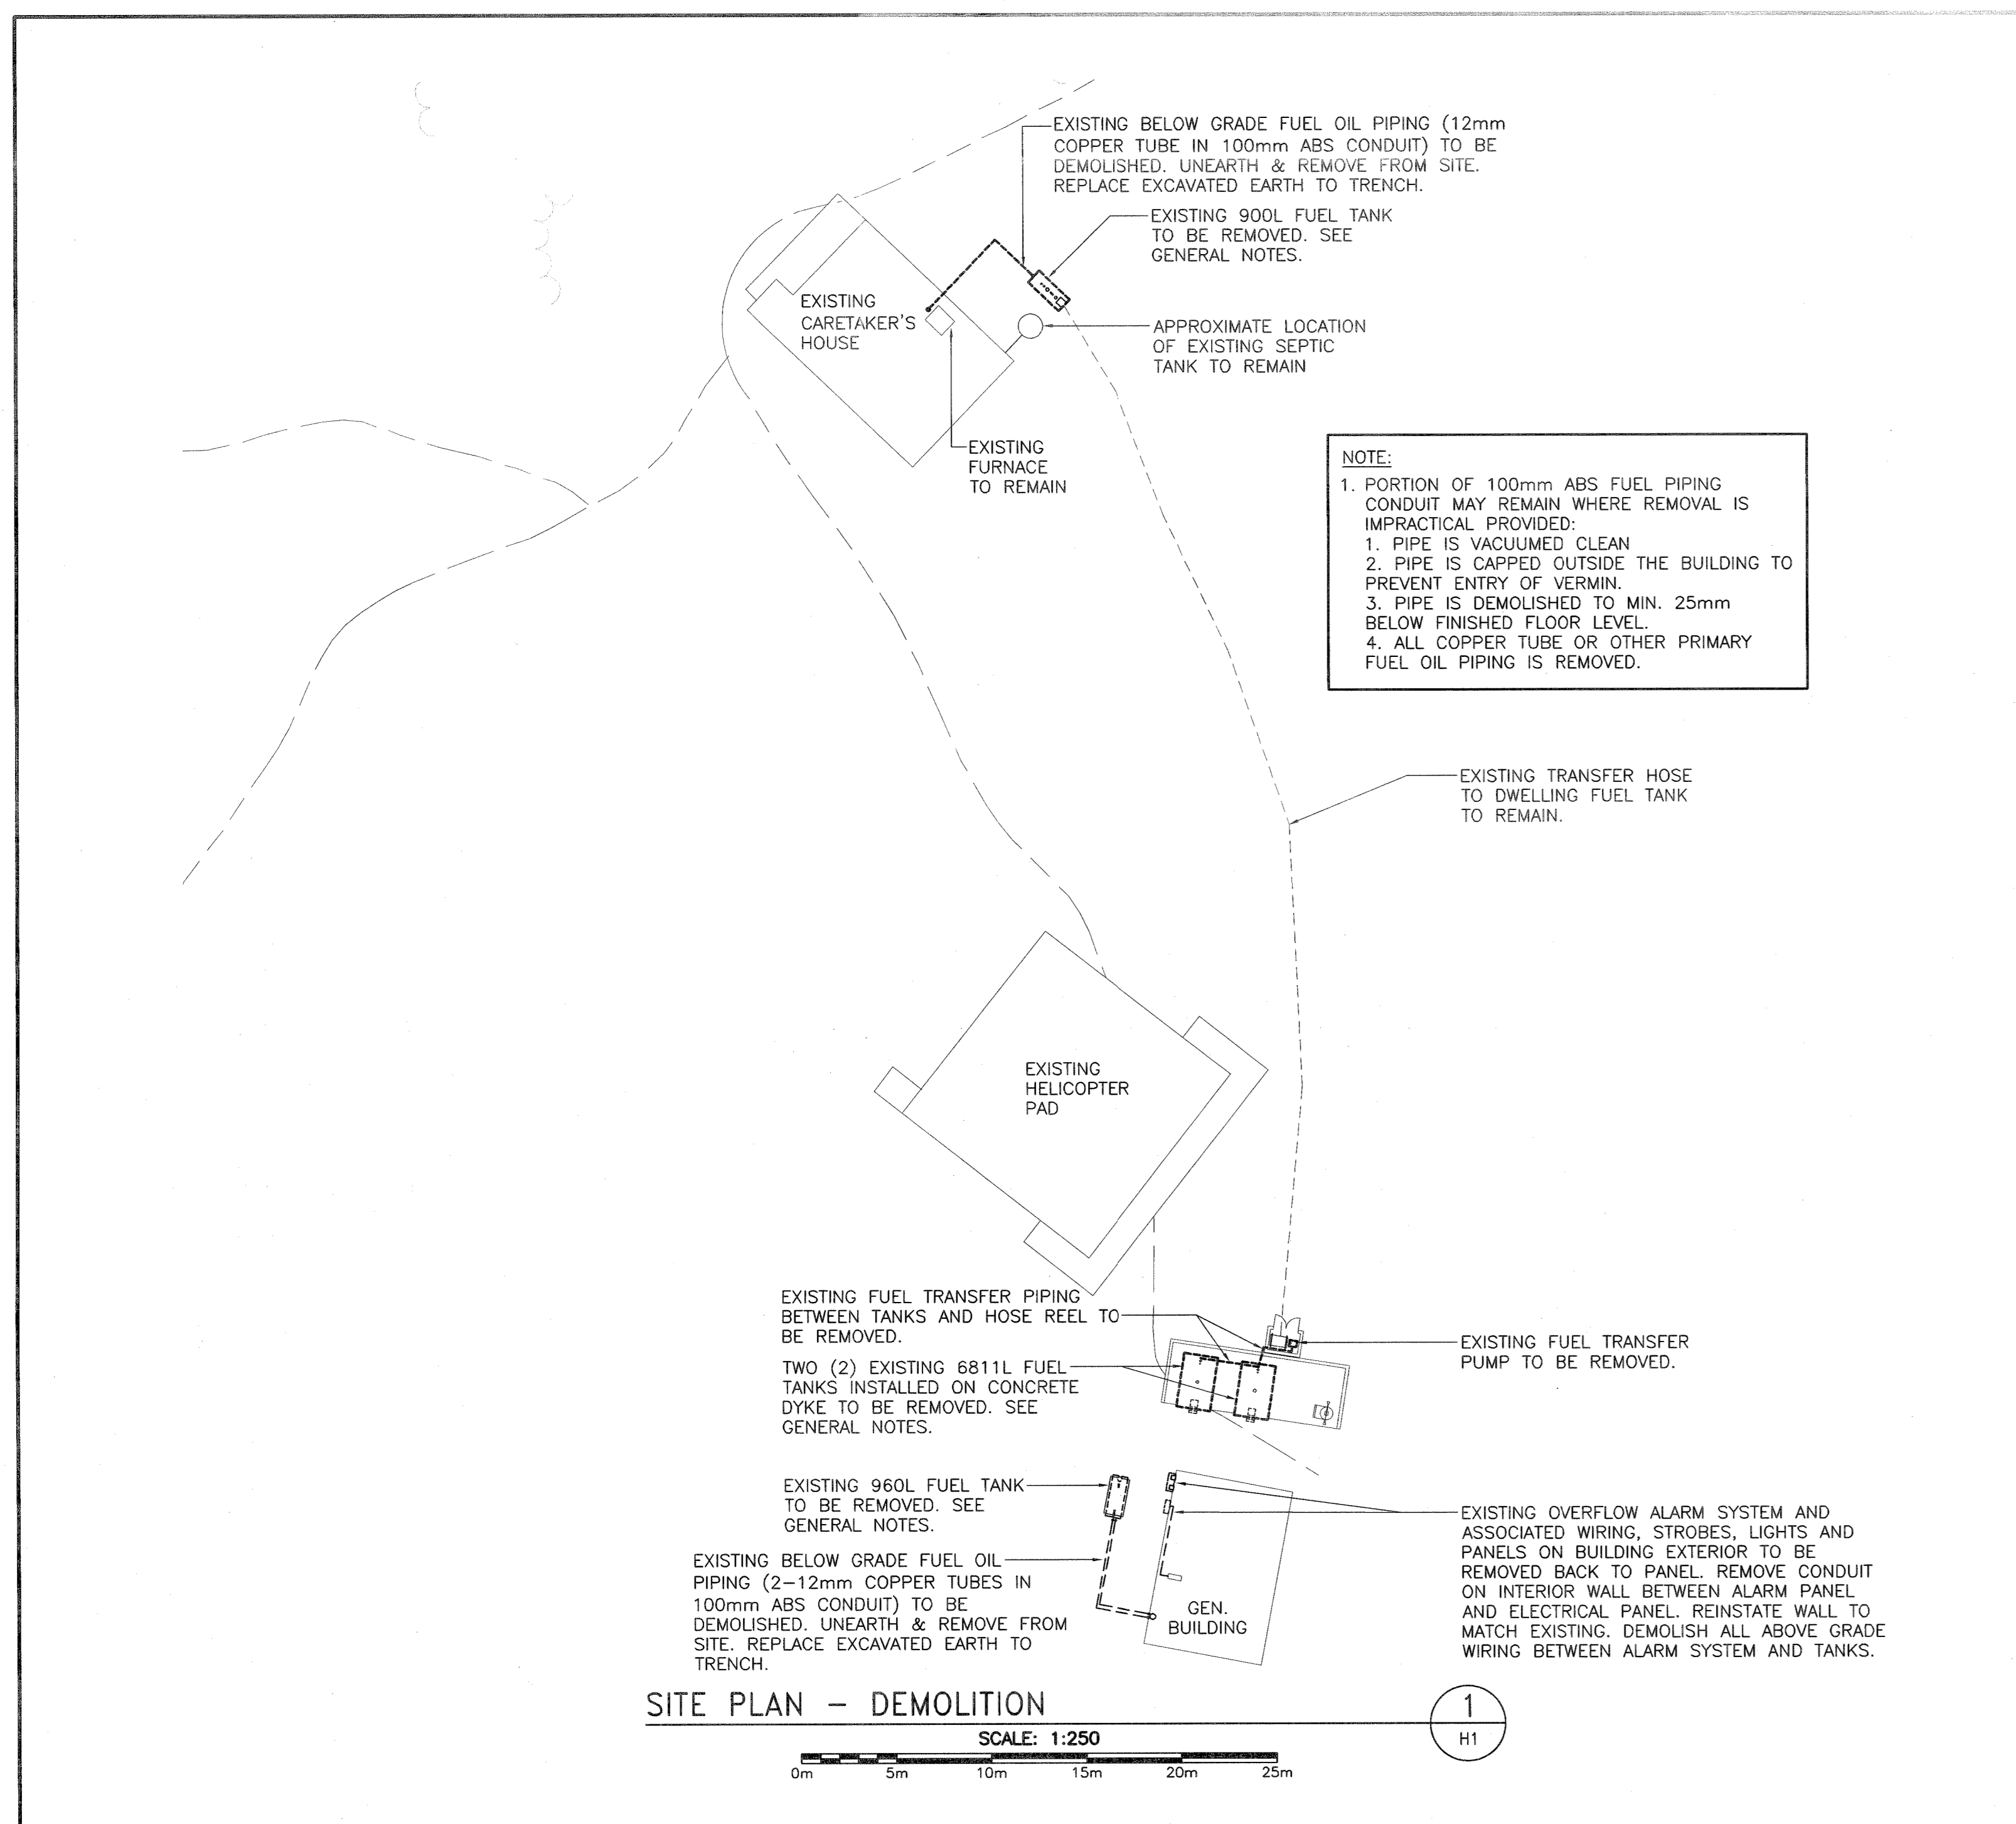 EXISTING BELOW GRADE FUEL OIL PIPING (12mm
COPPER TUBE IN 100mm ABS CONDUIT) TO BE
DEMOLISHED. UNEARTH & REMOVE FROM SITE.
REPLACE EXCAVATED EARTH TO TRENCH.
EXISTING 900L FUEL TANK
TO BE REMOVED. SEE
GENERAL NOTES.
EXISTING
CARETAKER'S
HOUSE
APPROXIMATE LOCATION
OF EXISTING SEPTIC
TANK TO REMAIN
EXISTING
FURNACE
TO REMAIN
NOTE:
1. PORTION OF 100mm ABS FUEL PIPING
CONDUIT MAY REMAIN WHERE REMOVAL IS
IMPRACTICAL PROVIDED:
1. PIPE IS VACUUMED CLEAN
2. PIPE IS CAPPED OUTSIDE THE BUILDING TO
PREVENT ENTRY OF VERMIN.
3. PIPE IS DEMOLISHED TO MIN. 25mm
BELOW FINISHED FLOOR LEVEL.
4. ALL COPPER TUBE OR OTHER PRIMARY
FUEL OIL PIPING IS REMOVED.
EXISTING TRANSFER HOSE
TO DWELLING FUEL TANK
TO REMAIN.
EXISTING
HELICOPTER
PAD
EXISTING FUEL TRANSFER PIPING
BETWEEN TANKS AND HOSE REEL TO
BE REMOVED.
EXISTING FUEL TRANSFER
PUMP TO BE REMOVED.
TWO (2) EXISTING 6811L FUEL
TANKS INSTALLED ON CONCRETE
DYKE TO BE REMOVED. SEE
GENERAL NOTES.
EXISTING 960L FUEL TANK
TO BE REMOVED. SEE
GENERAL NOTES.
EXISTING OVERFLOW ALARM SYSTEM AND
ASSOCIATED WIRING, STROBES, LIGHTS AND
PANELS ON BUILDING EXTERIOR TO BE
REMOVED BACK TO PANEL. REMOVE CONDUIT
ON INTERIOR WALL BETWEEN ALARM PANEL
AND ELECTRICAL PANEL. REINSTATE WALL TO
MATCH EXISTING. DEMOLISH ALL ABOVE GRADE
WIRING BETWEEN ALARM SYSTEM AND TANKS.
EXISTING BELOW GRADE FUEL OIL
PIPING (2-12mm COPPER TUBES IN
100mm ABS CONDUIT) TO BE
DEMOLISHED. UNEARTH & REMOVE FROM
SITE. REPLACE EXCAVATED EARTH TO
TRENCH.
GEN.
BUILDING
SITE PLAN - DEMOLITION
1
H1
SCALE: 1:250
0m 5m 10m 15m 20m 25m